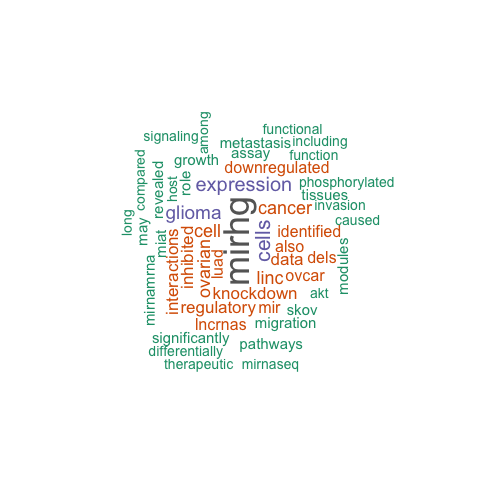 among
functional
signaling
metastasis
including
assay
function
growth
downregulated
compared
revealed
host
role
expression
phosphorylated
tissues
long
may
glioma
mirhg
cancer
invasion
caused
miat
cell
cells
identified
interactions
inhibited
ovarian
luad
also
data
dels
modules
mirnamrna
linc
ovcar
knockdown
akt
regulatory
mir
skov
lncrnas
migration
significantly
pathways
differentially
therapeutic
mirnaseq